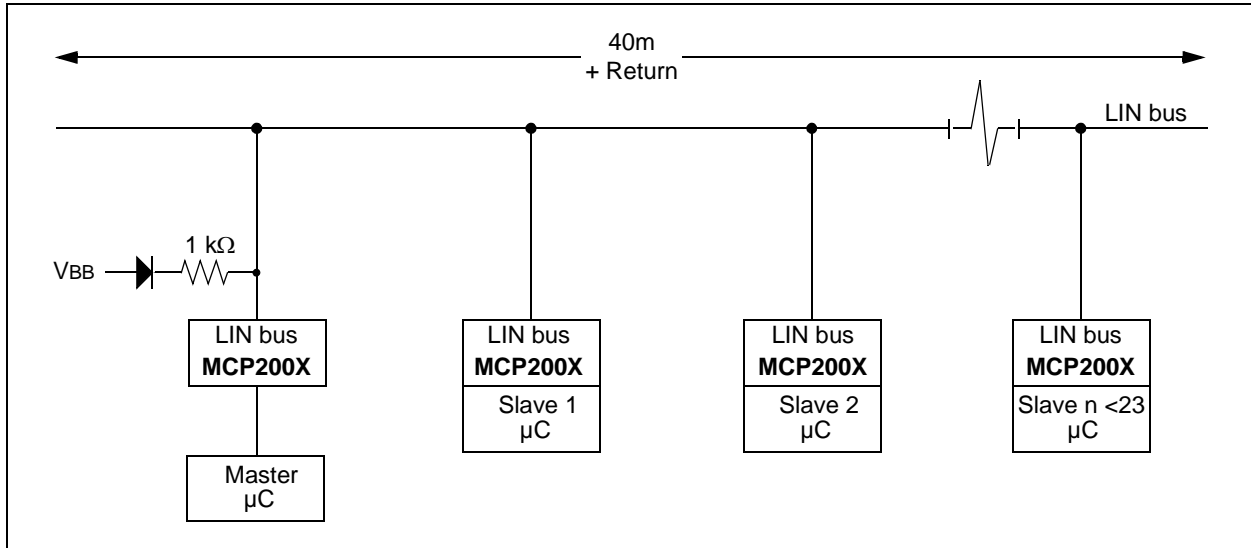 40m
+ Return
LIN bus
1 kΩ
VBB
LIN bus
MCP200X
Master
µC
LIN bus
MCP200X
Slave 1
µC
LIN bus
MCP200X
Slave 2
µC
LIN bus
MCP200X
Slave n <23
µC